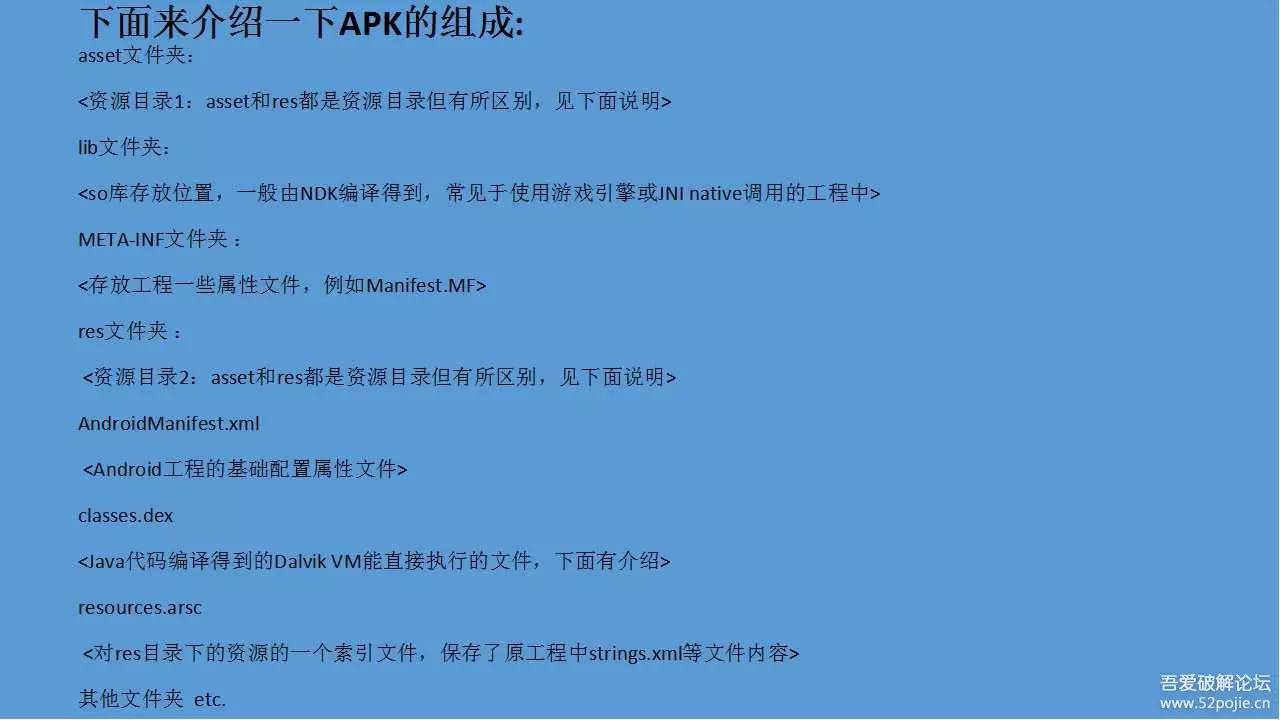 下面来介绍一下APK的组成:
asset文件夹：
<资源目录1：asset和res都是资源目录但有所区别，见下面说明>
lib文件夹：
<so库存放位置，一般由NDK编译得到，常见于使用游戏引擎或JNI native调用的工程中>
META-INF文件夹：
<存放工程一些属性文件，例如Manifest.MF>
res文件夹：
<资源目录2：asset和res都是资源目录但有所区别，见下面说明>
AndroidManifest.xml
<Android工程的基础配置属性文件>
classes.dex
<Java代码编译得到的Dalvik VM能直接执行的文件，下面有介绍>
resources.arsc
<对res目录下的资源的一个索引文件，保存了原工程中strings.xml等文件内容>
其他文件夹 etc.
吾爱破解论坛
www.52pojie.cn